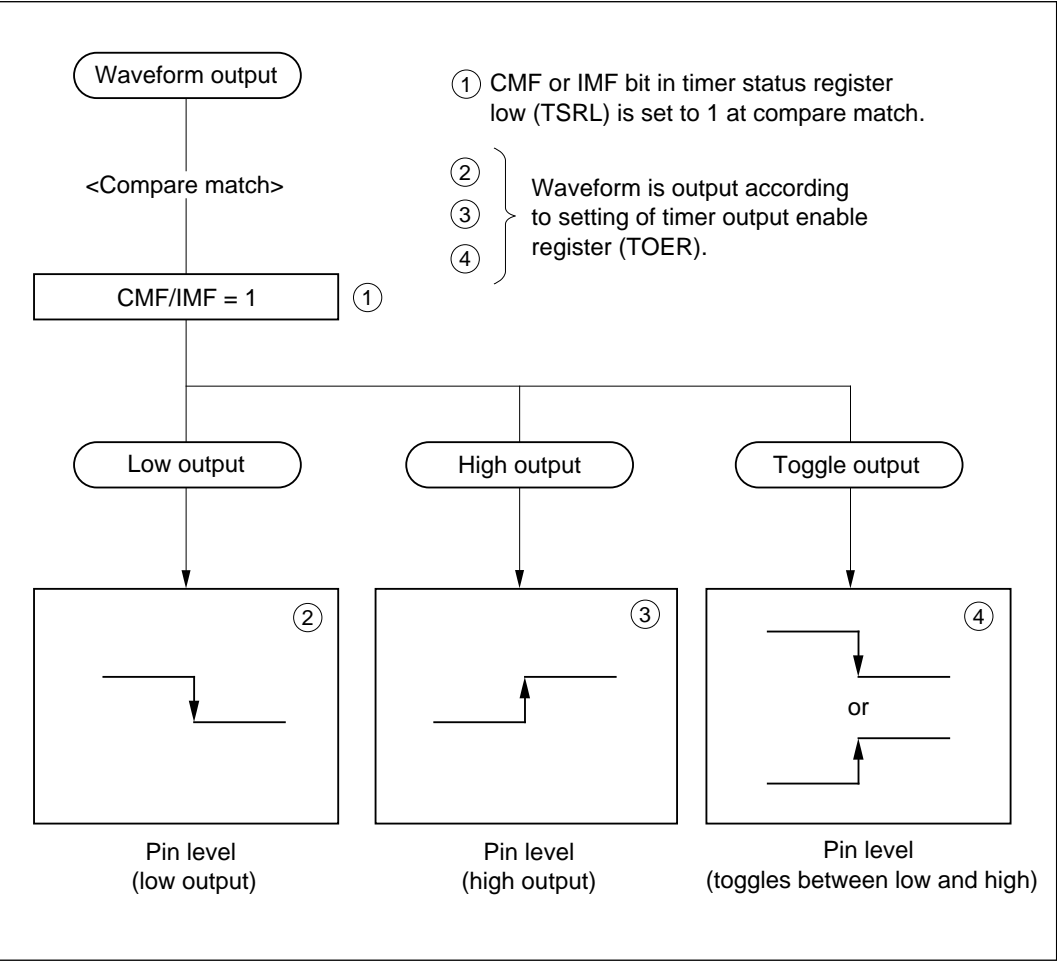 Waveform output
① CMF or IMF bit in timer status register
low (TSRL) is set to 1 at compare match.
<Compare match>
②
③
④
Waveform is output according
to setting of timer output enable
register (TOER).
CMF/IMF = 1 ①
Low output
High output
Toggle output
②
③
④
or
Pin level
(low output)
Pin level
(high output)
Pin level
(toggles between low and high)